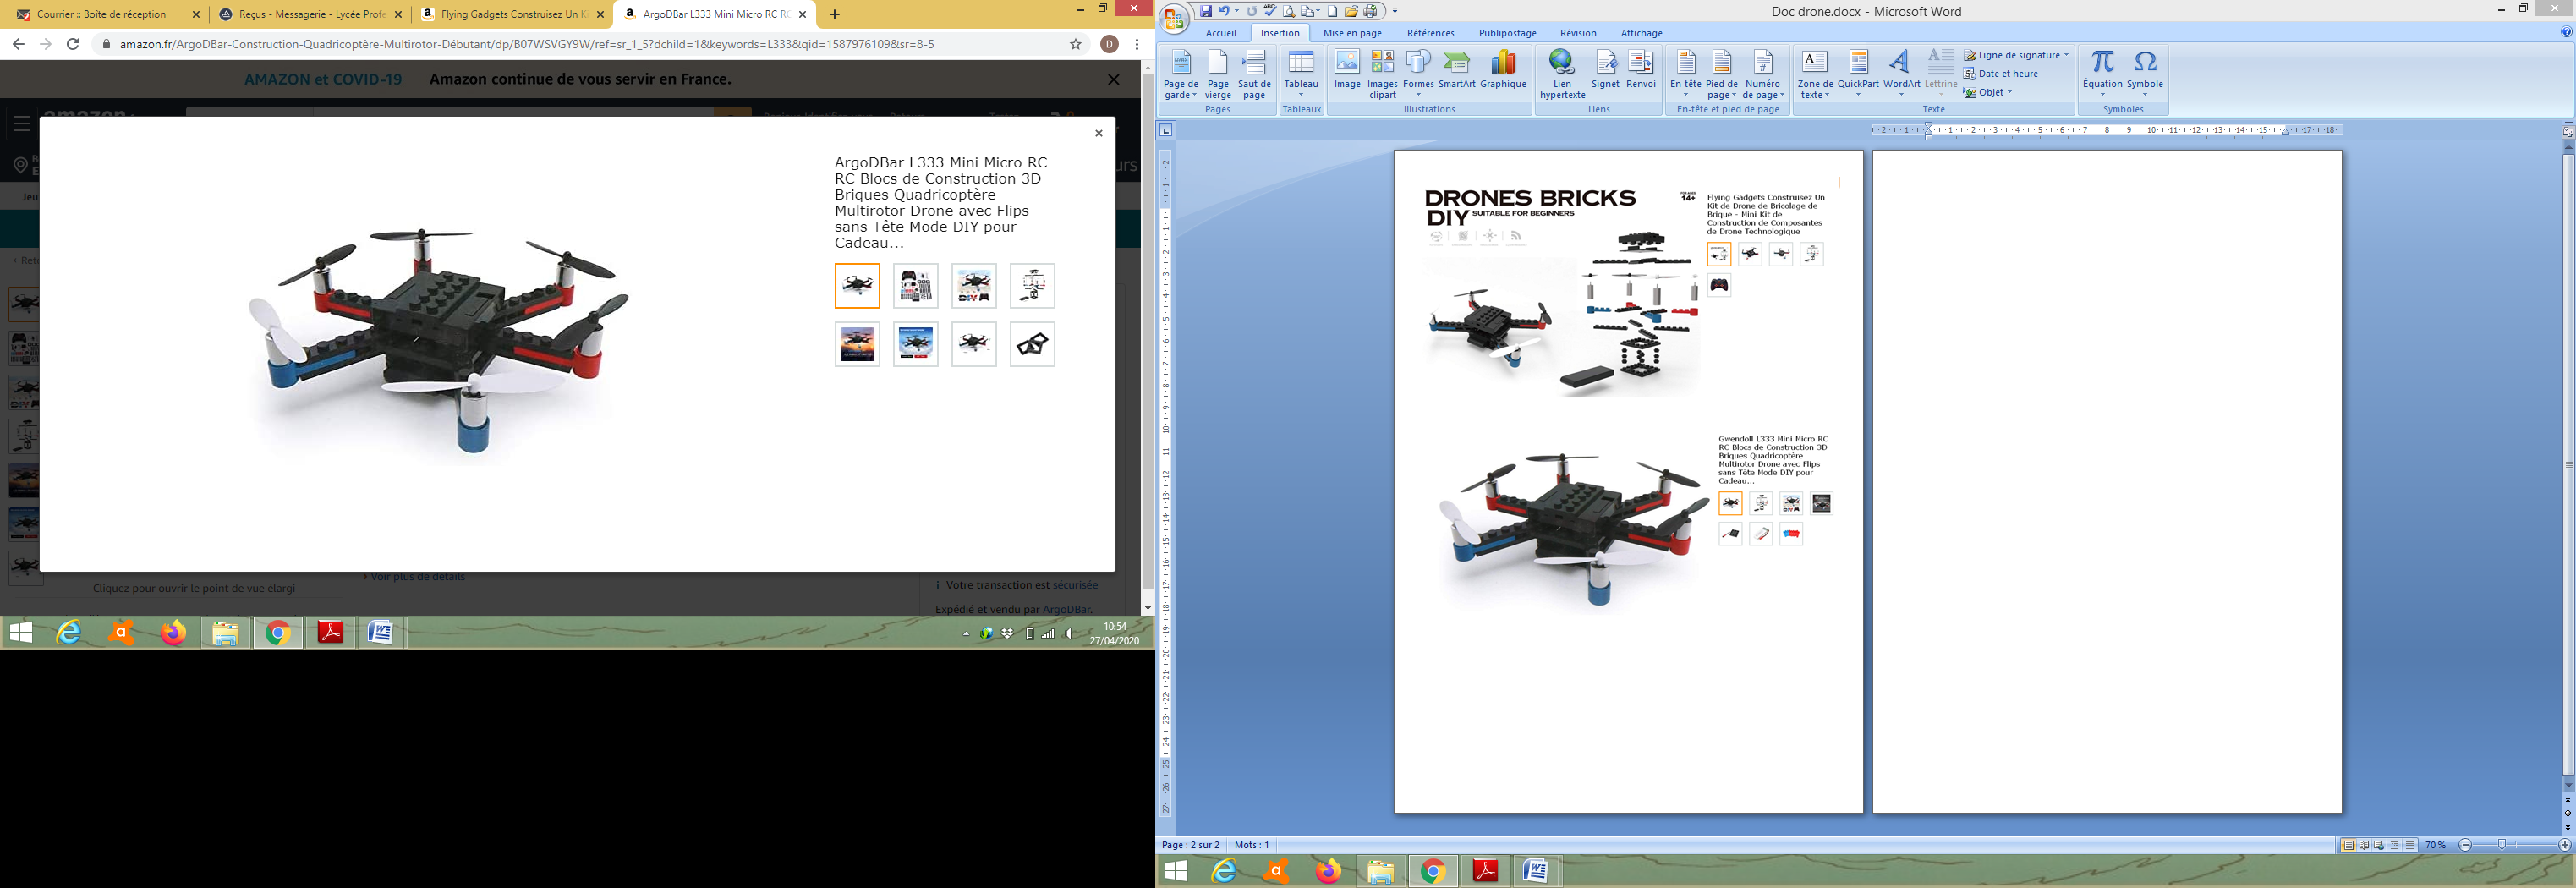 Courrier :: Boîte de réception
Reçus - Messagerie - Lycée Profe
Flying Gadgets Construisez Un K
ArgoDBar L333 Mini Micro RC RC
amazon.fr/ArgoDBar-Construction-Quadricoptère-Multirotor-Débutant/dp/B07WSVGY9W/ref=sr_1_5?dchild=1&keywords=L333&qid=1587976109&sr=8-5
D
AMAZON et COVID-19 Amazon continue de vous servir en France.
ArgoDBar L333 Mini Micro RC
RC Blocs de Construction 3D
Briques Quadricoptère
Multirotor Drone avec Flips
sans Tête Mode DIY pour
Cadeau...
› Voir plus de détails
Cliquez pour ouvrir le point de vue élargi
Votre transaction est sécurisée
Expédié et vendu par ArgoDBar.
10:54
27/04/2020
Doc drone.docx - Microsoft Word
Accueil Insertion Mise en page Références Publipostage Révision Affichage
Page de garde
Page vierge
Saut de page
Tableau
Image
Images clipart
Formes
SmartArt
Graphique
Lien hypertexte
Signet
Renvoi
En-tête
Pied de page
Numéro de page
Zone de texte
QuickPart
WordArt
Lettrine
Ligne de signature
Date et heure
Objet
Équation
Symbole
Pages Tableaux Illustrations Liens En-tête et pied de page Texte Symboles
DRONES BRICKS
DIY SUITABLE FOR BEGINNERS
FOR AGES
14+
Flying Gadgets Construisez Un
Kit de Drone de Bricolage de
Brique - Mini Kit de
Construction de Composantes
de Drone Technologique
Gwendoll L333 Mini Micro RC
RC Blocs de Construction 3D
Briques Quadricoptère
Multirotor Drone avec Flips
sans Tête Mode DIY pour
Cadeau...
Page : 2 sur 2 Mots : 1
70 %